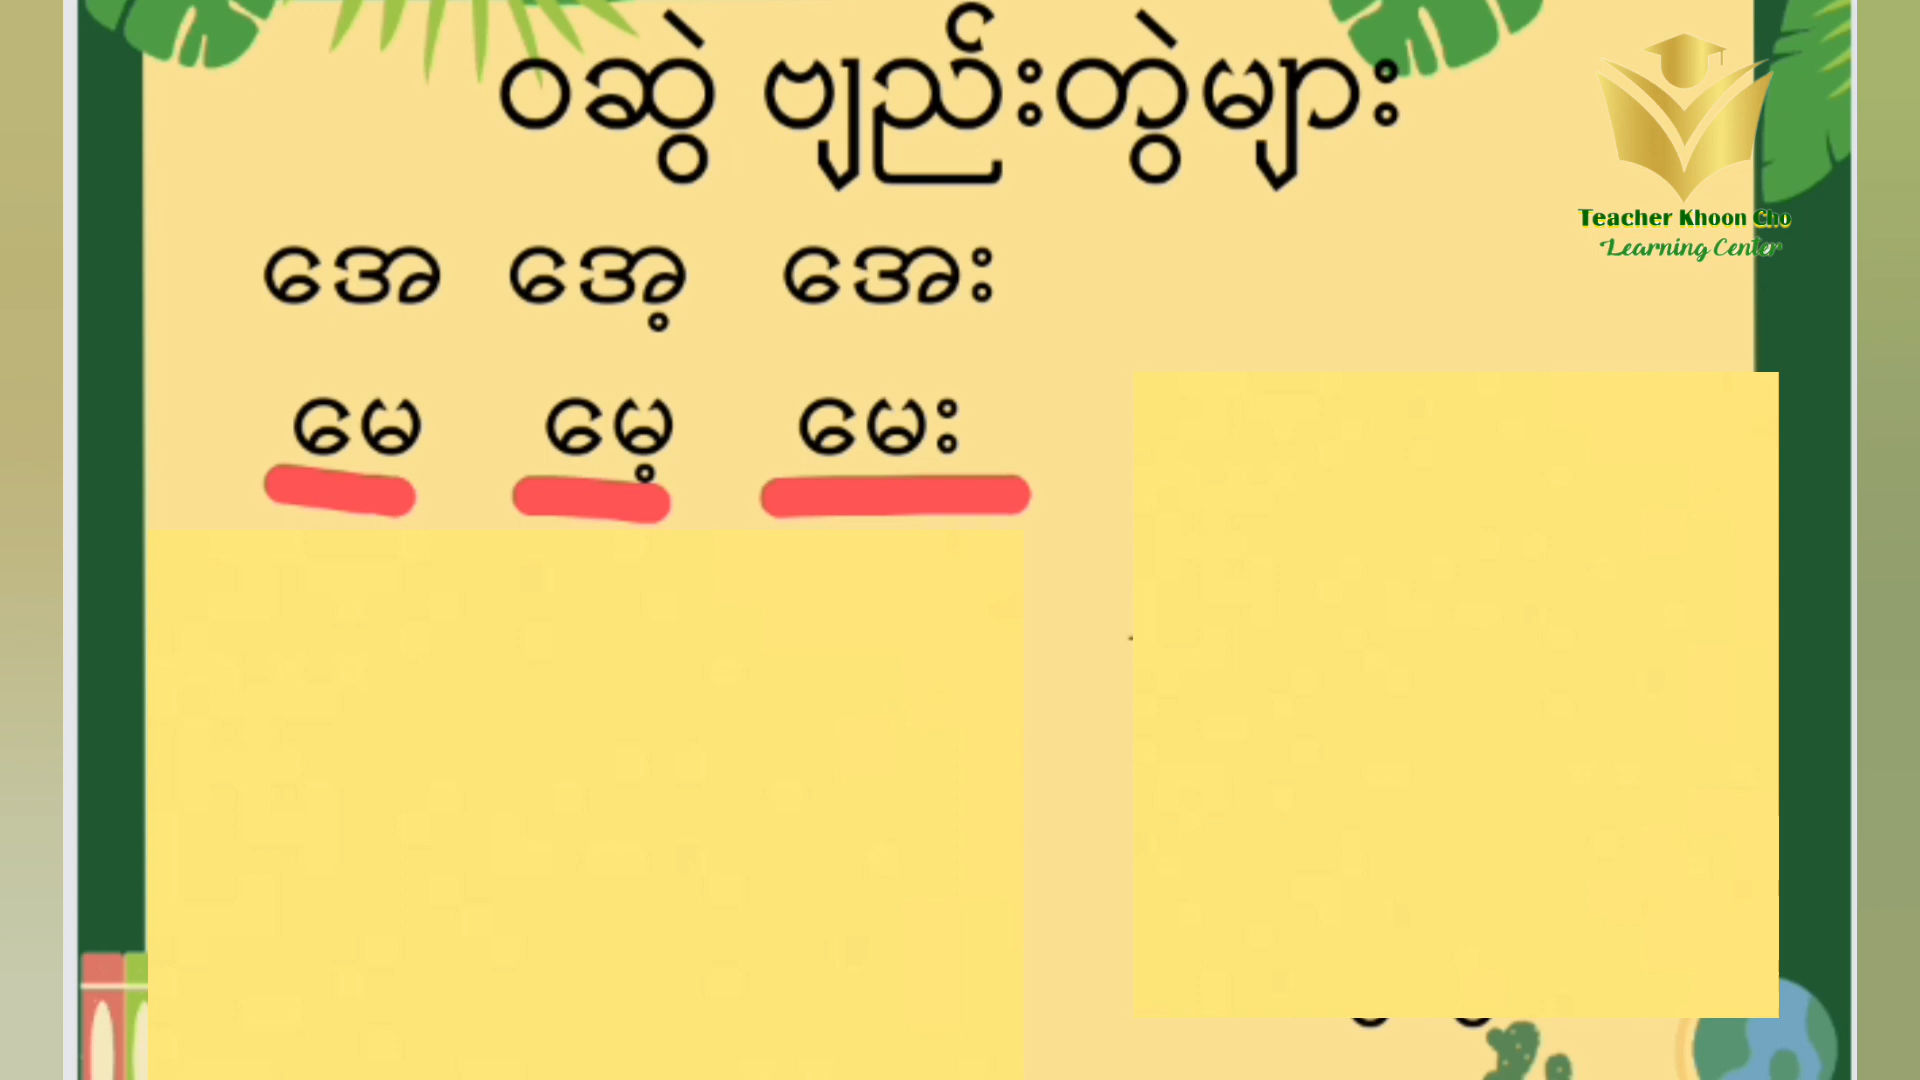 ဝဆွဲ ဗျည်းတွဲများ
Teacher Khoon Cho
Learning Center
အေ အေ့ အေး
မေ မေ့ မေး